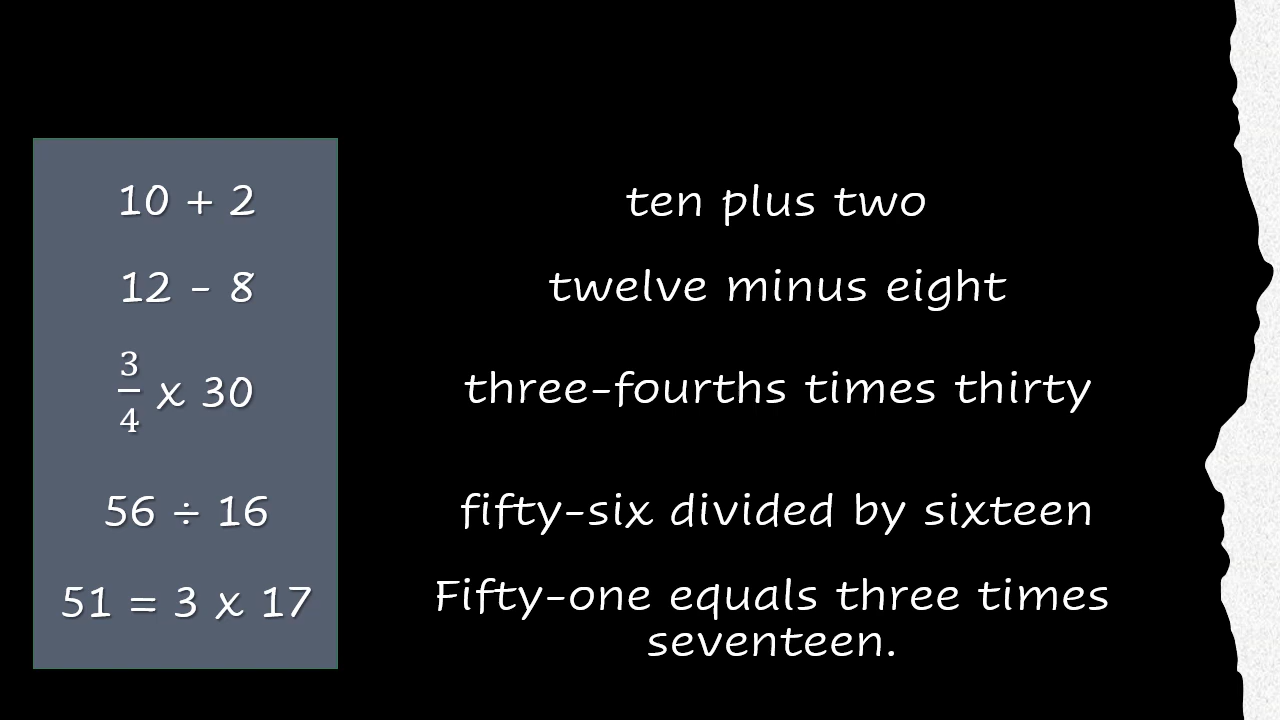 10 + 2 ten plus two
12 - 8 twelve minus eight
3/4 x 30 three-fourths times thirty
56 ÷ 16 fifty-six divided by sixteen
51 = 3 x 17 Fifty-one equals three times
seventeen.